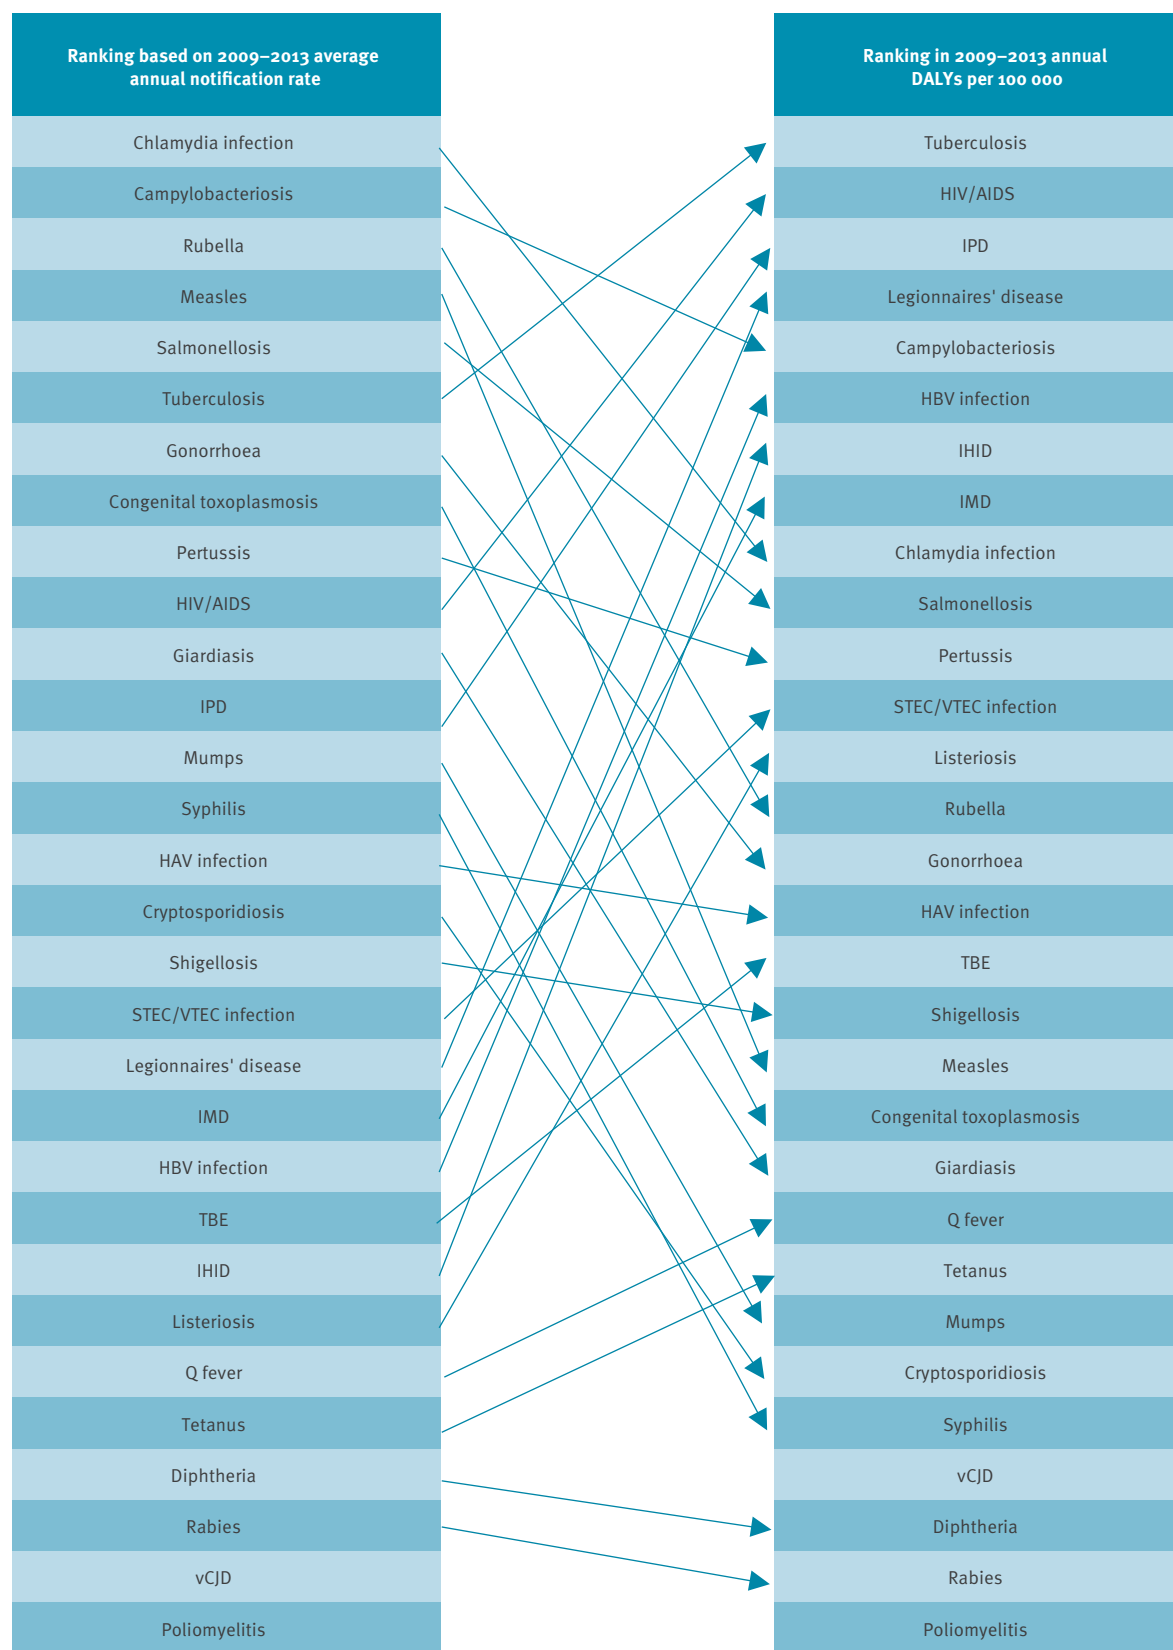 Ranking based on 2009–2013 average
annual notification rate
Chlamydia infection
Campylobacteriosis
Rubella
Measles
Salmonellosis
Tuberculosis
Gonorrhoea
Congenital toxoplasmosis
Pertussis
HIV/AIDS
Giardiasis
IPD
Mumps
Syphilis
HAV infection
Cryptosporidiosis
Shigellosis
STEC/VTEC infection
Legionnaires' disease
IMD
HBV infection
TBE
IHID
Listeriosis
Q fever
Tetanus
Diphtheria
Rabies
vCJD
Poliomyelitis
Ranking in 2009–2013 annual
DALYs per 100 000
Tuberculosis
HIV/AIDS
IPD
Legionnaires' disease
Campylobacteriosis
HBV infection
IHID
IMD
Chlamydia infection
Salmonellosis
Pertussis
STEC/VTEC infection
Listeriosis
Rubella
Gonorrhoea
HAV infection
TBE
Shigellosis
Measles
Congenital toxoplasmosis
Giardiasis
Q fever
Tetanus
Mumps
Cryptosporidiosis
Syphilis
vCJD
Diphtheria
Rabies
Poliomyelitis